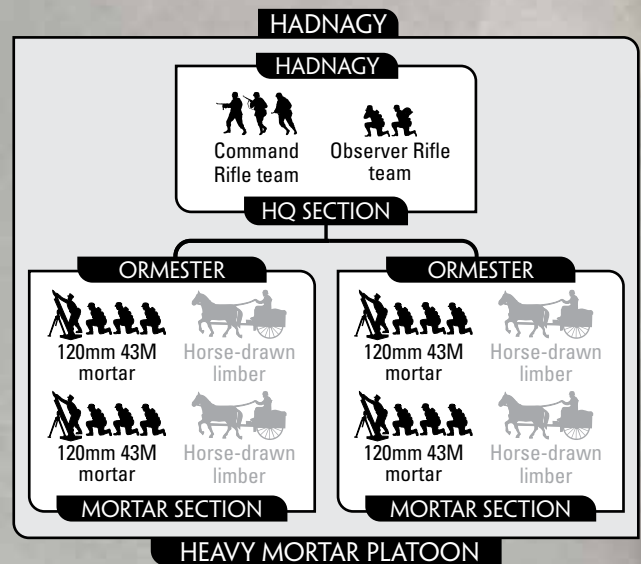 HADNAGY
HADNAGY
Command
Rifle team
Observer Rifle
team
HQ SECTION
ORMESTER
120mm 43M
mortar
Horse-drawn
limber
120mm 43M
mortar
Horse-drawn
limber
MORTAR SECTION
ORMESTER
120mm 43M
mortar
Horse-drawn
limber
120mm 43M
mortar
Horse-drawn
limber
MORTAR SECTION
HEAVY MORTAR PLATOON